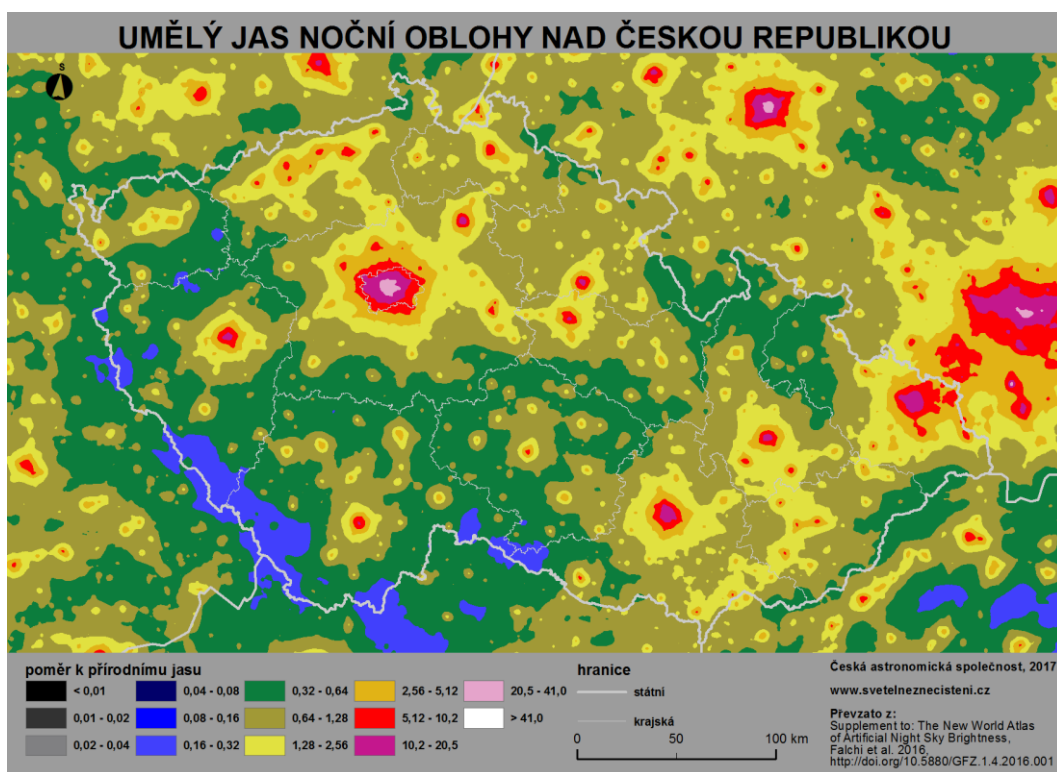 UMĚLÝ JAS NOČNÍ OBLOHY NAD ČESKOU REPUBLIKOU
S
poměr k přírodnímu jasu
< 0,01
0,01 - 0,02
0,02 - 0,04
0,04 - 0,08
0,08 - 0,16
0,16 - 0,32
0,32 - 0,64
0,64 - 1,28
1,28 - 2,56
2,56 - 5,12
5,12 - 10,2
10,2 - 20,5
20,5 - 41,0
> 41,0
hranice
státní
krajská
0 50 100 km
Česká astronomická společnost, 2017
www.svetelneznecisteni.cz
Převzato z:
Supplement to: The New World Atlas
of Artificial Night Sky Brightness,
Falchi et al. 2016,
http://doi.org/10.5880/GFZ.1.4.2016.001